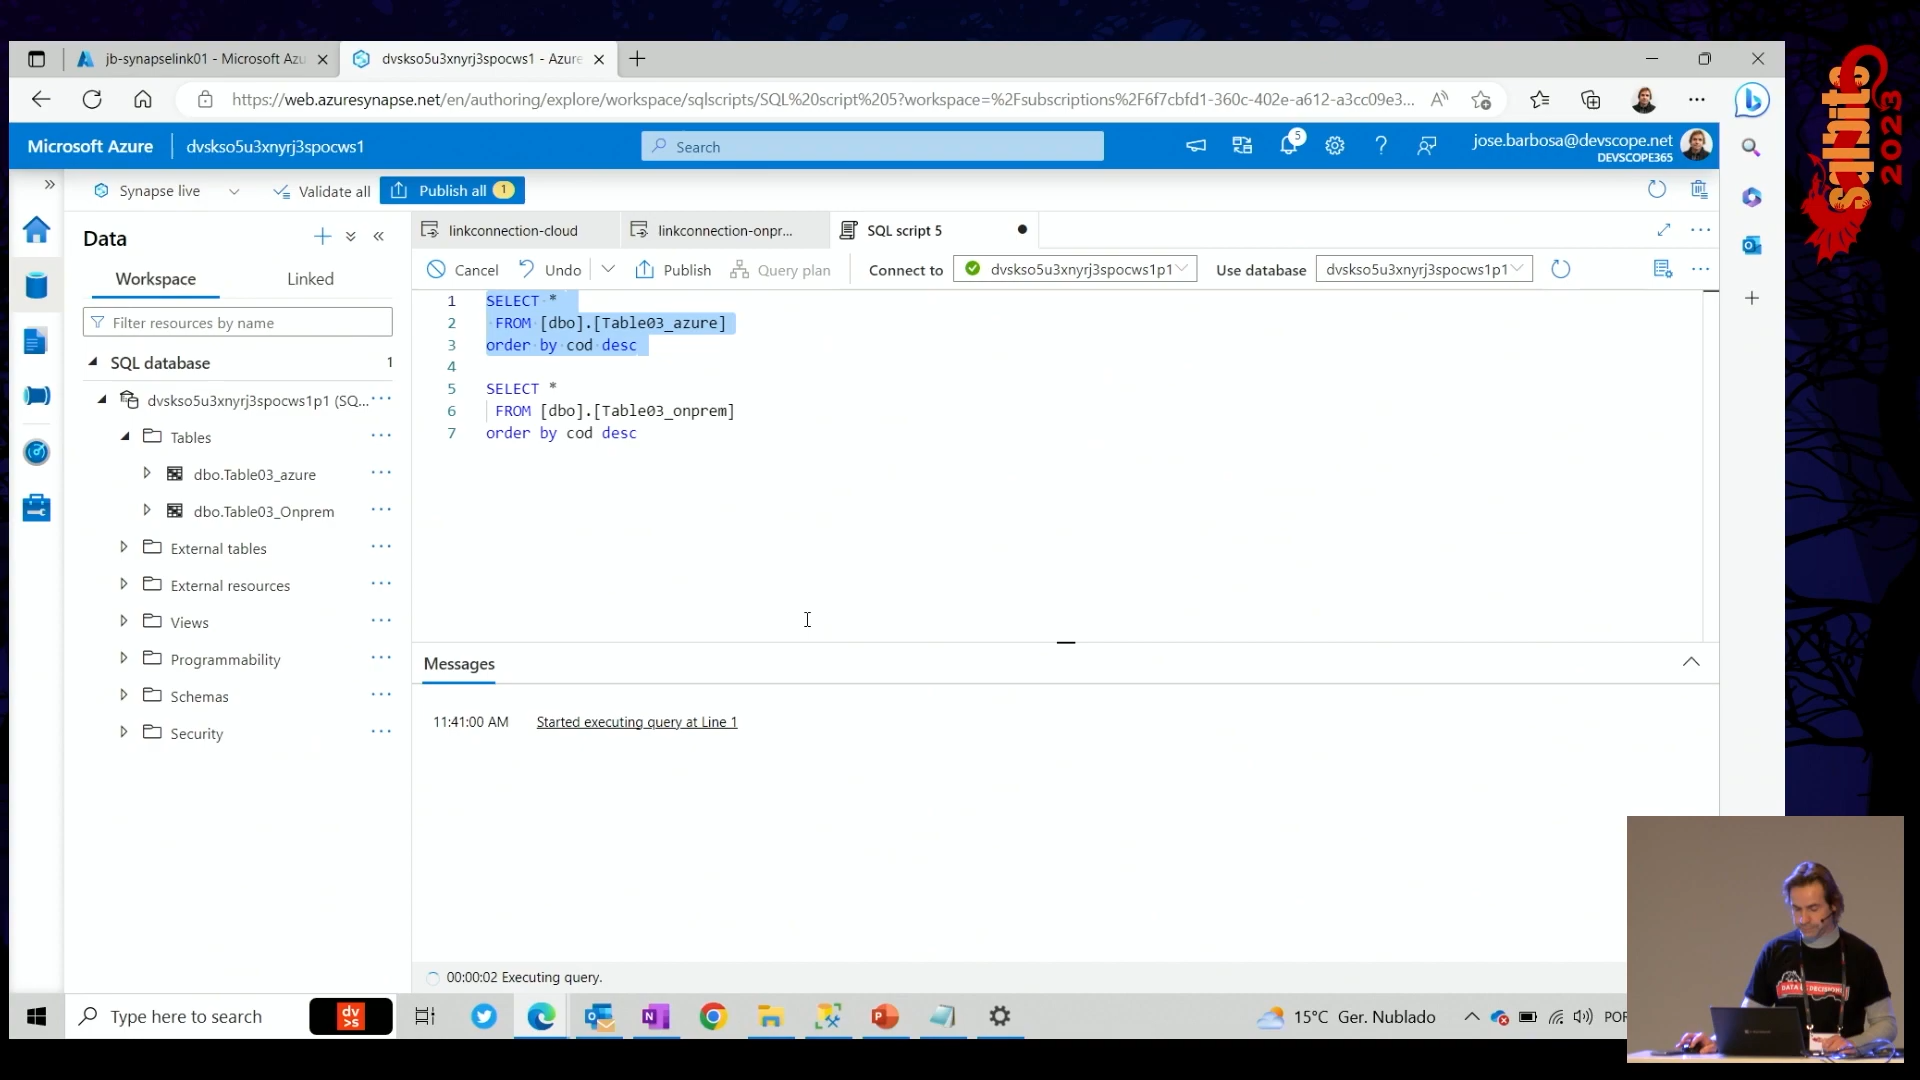 jb-synapselink01 - Microsoft Azu
dvskso5u3xnyrj3spocws1 - Azure
https://web.azuresynapse.net/en/authoring/explore/workspace/sqlscripts/SQL%20script%205?workspace=%2Fsubscriptions%2F6f7cbfd1-360c-402e-a612-a3cc09e3...
sqlbits
2023
Microsoft Azure
dvskso5u3xnyrj3spocws1
Search
5
jose.barbosa@devscope.net
DEVSCOPE365
Synapse live
Validate all
Publish all 1
Data
linkconnection-cloud
linkconnection-onpr...
SQL script 5
Workspace
Linked
Cancel
Undo
Publish
Query plan
Connect to
dvskso5u3xnyrj3spocws1p1
Use database
dvskso5u3xnyrj3spocws1p1
Filter resources by name
SQL database 1
dvskso5u3xnyrj3spocws1p1 (SQ...
Tables
dbo.Table03_azure
dbo.Table03_Onprem
External tables
External resources
Views
Programmability
Schemas
Security
1 SELECT *
2 FROM [dbo].[Table03_azure]
3 order by cod desc
4
5 SELECT *
6 FROM [dbo].[Table03_onprem]
7 order by cod desc
Messages
11:41:00 AM Started executing query at Line 1
00:00:02 Executing query.
Type here to search
dv
>s
15°C Ger. Nublado
POR